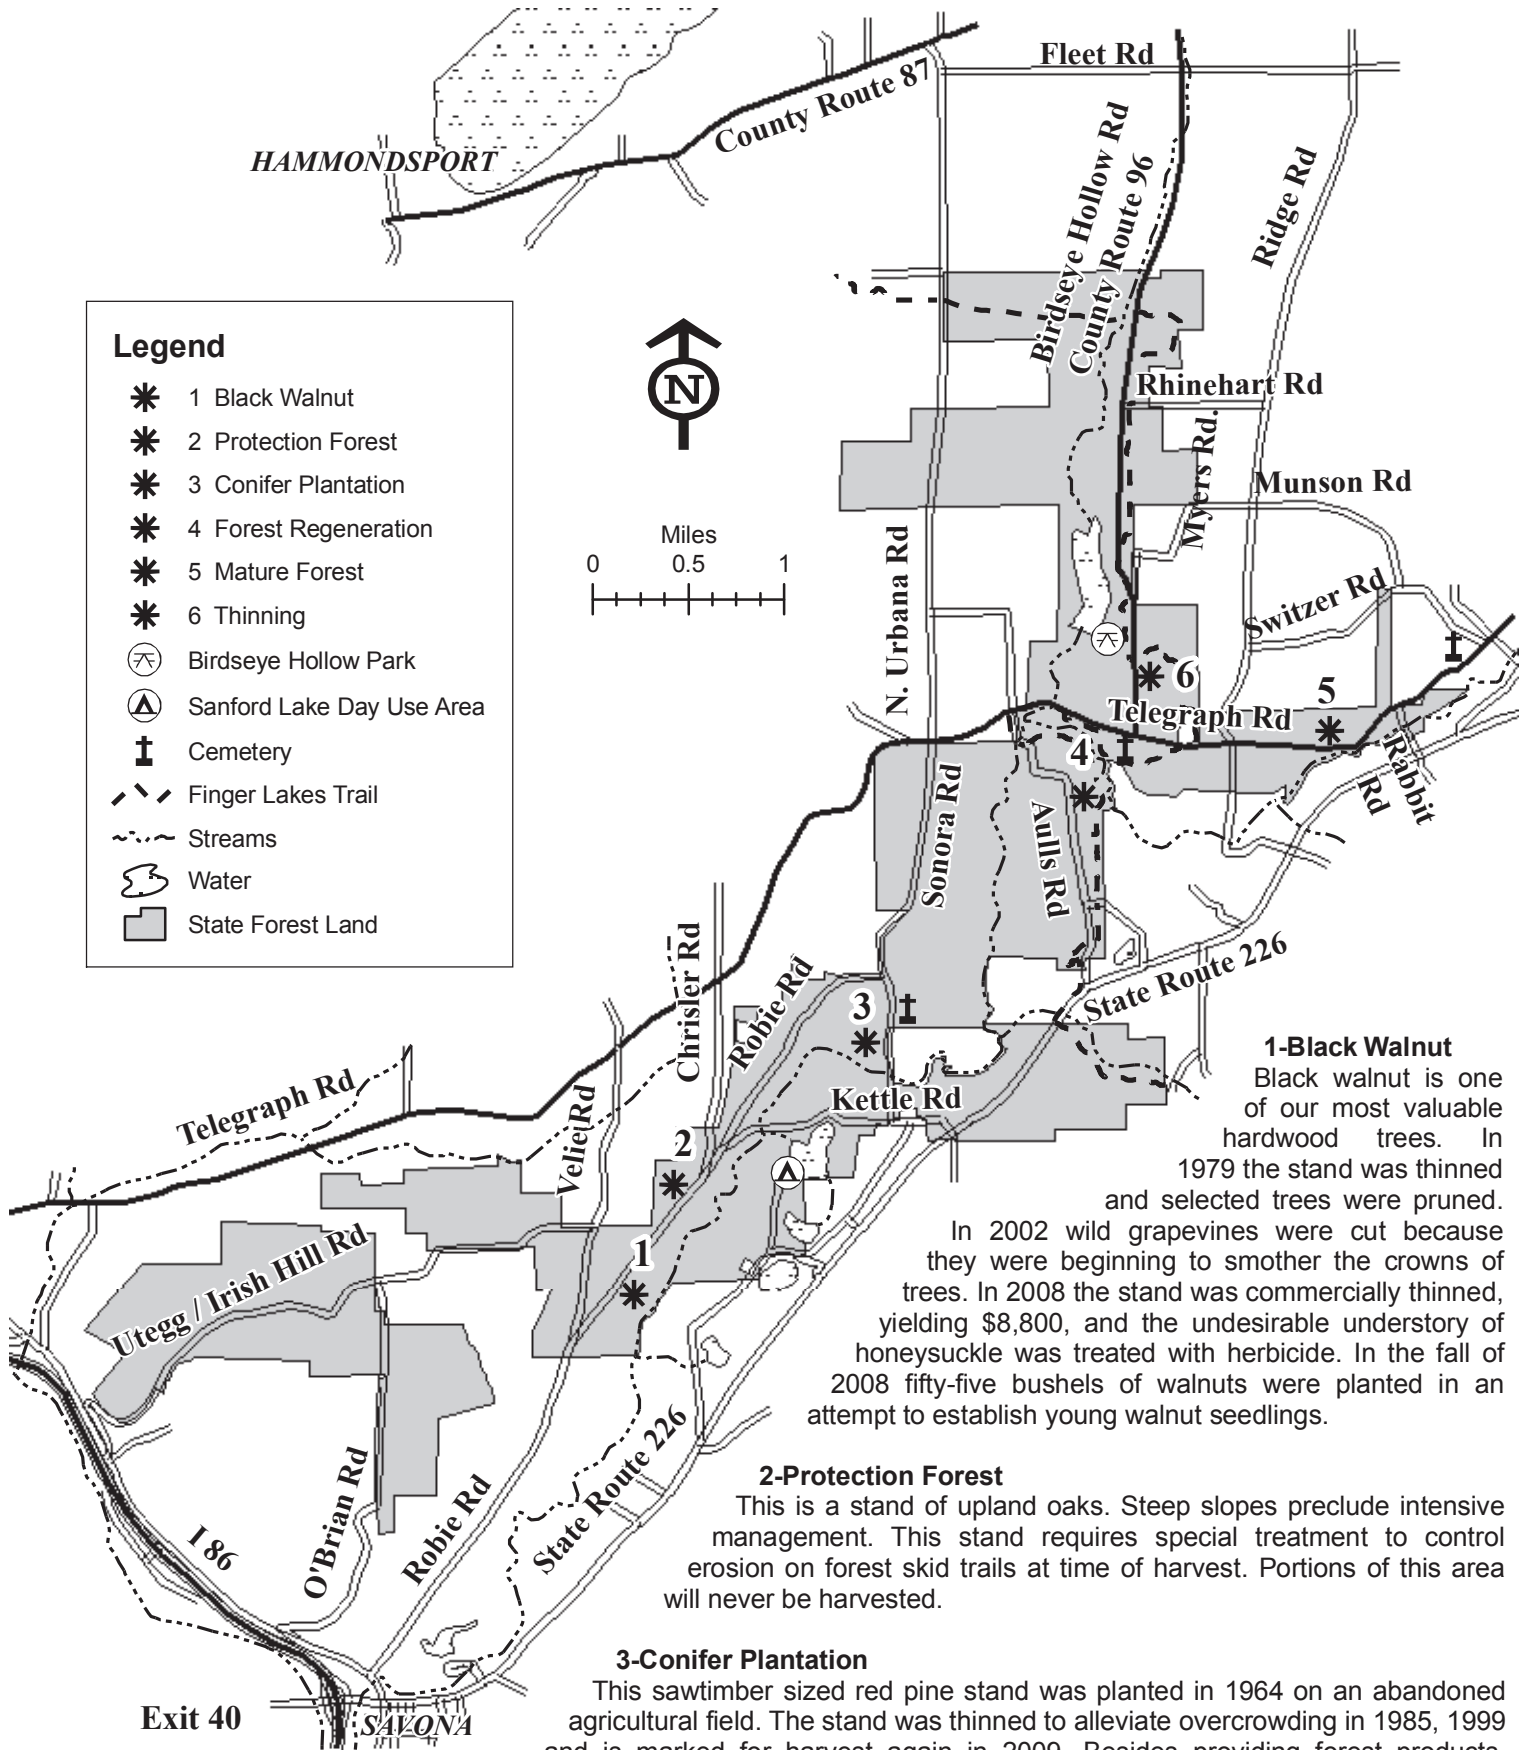 Fleet Rd
County Route 87
HAMMONDSPORT
Birdseye Hollow Rd
County Route 96
Ridge Rd
Legend
1 Black Walnut
2 Protection Forest
3 Conifer Plantation
4 Forest Regeneration
5 Mature Forest
6 Thinning
Birdseye Hollow Park
Sanford Lake Day Use Area
Cemetery
Finger Lakes Trail
Streams
Water
State Forest Land
N
Miles
0 0.5 1
Rhinehart Rd
Myers Rd.
Munson Rd
N. Urbana Rd
Switzer Rd
6
5
Telegraph Rd
4
Rabbit
Rd
Sonora Rd
Aulls Rd
Chrisler Rd
Robie Rd
State Route 226
3
Telegraph Rd
Kettle Rd
Velie Rd
2
1
Utegg / Irish Hill Rd
O'Brian Rd
Robie Rd
State Route 226
I 86
Exit 40
SAVONA
1-Black Walnut
Black walnut is one
of our most valuable
hardwood trees. In
1979 the stand was thinned
and selected trees were pruned.
In 2002 wild grapevines were cut because
they were beginning to smother the crowns of
trees. In 2008 the stand was commercially thinned,
yielding $8,800, and the undesirable understory of
honeysuckle was treated with herbicide. In the fall of
2008 fifty-five bushels of walnuts were planted in an
attempt to establish young walnut seedlings.
2-Protection Forest
This is a stand of upland oaks. Steep slopes preclude intensive
management. This stand requires special treatment to control
erosion on forest skid trails at time of harvest. Portions of this area
will never be harvested.
3-Conifer Plantation
This sawtimber sized red pine stand was planted in 1964 on an abandoned
agricultural field. The stand was thinned to alleviate overcrowding in 1985, 1999
and is marked for harvest again in 2009. Besides providing forest products,